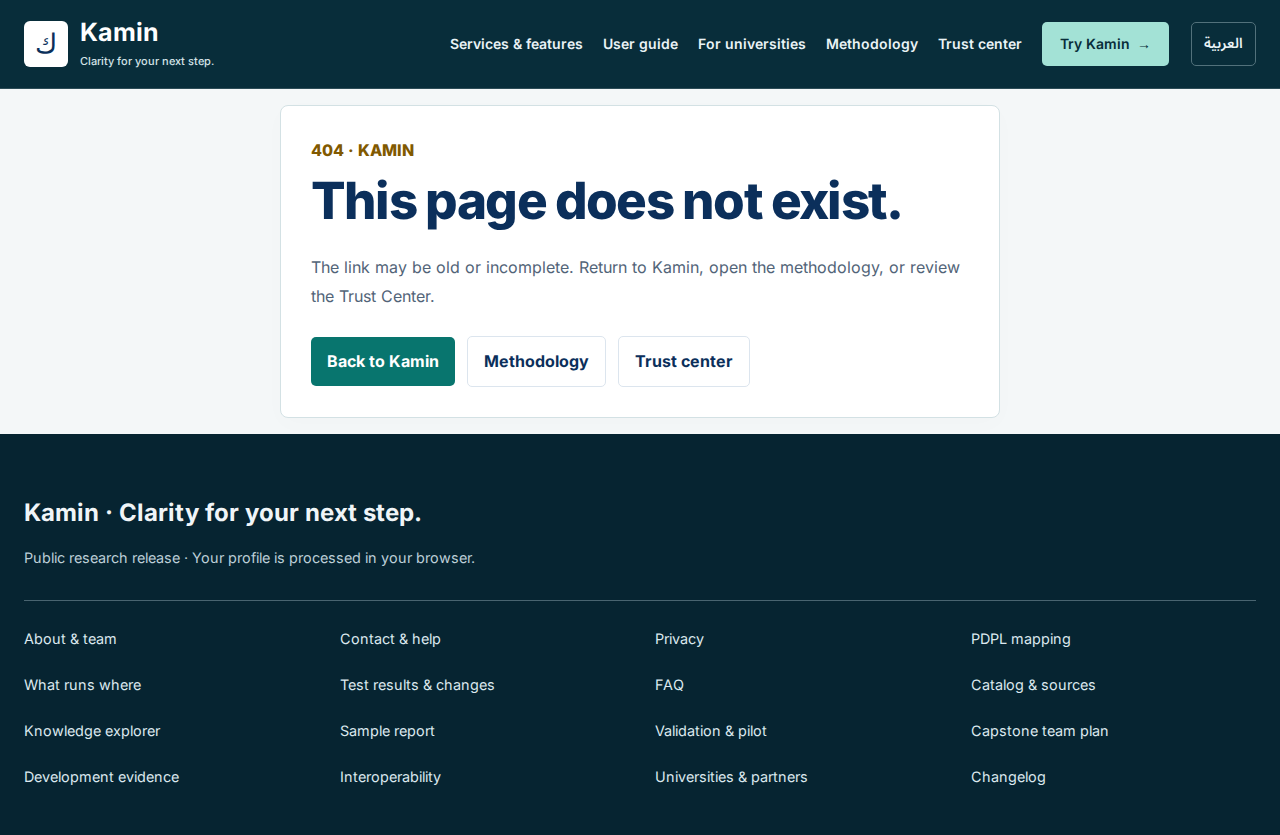 ك
Kamin
Clarity for your next step.
Services & features
User guide
For universities
Methodology
Trust center
Try Kamin →
العربية
404 · KAMIN
This page does not exist.
The link may be old or incomplete. Return to Kamin, open the methodology, or review
the Trust Center.
Back to Kamin
Methodology
Trust center
Kamin · Clarity for your next step.
Public research release · Your profile is processed in your browser.
About & team
Contact & help
Privacy
PDPL mapping
What runs where
Test results & changes
FAQ
Catalog & sources
Knowledge explorer
Sample report
Validation & pilot
Capstone team plan
Development evidence
Interoperability
Universities & partners
Changelog